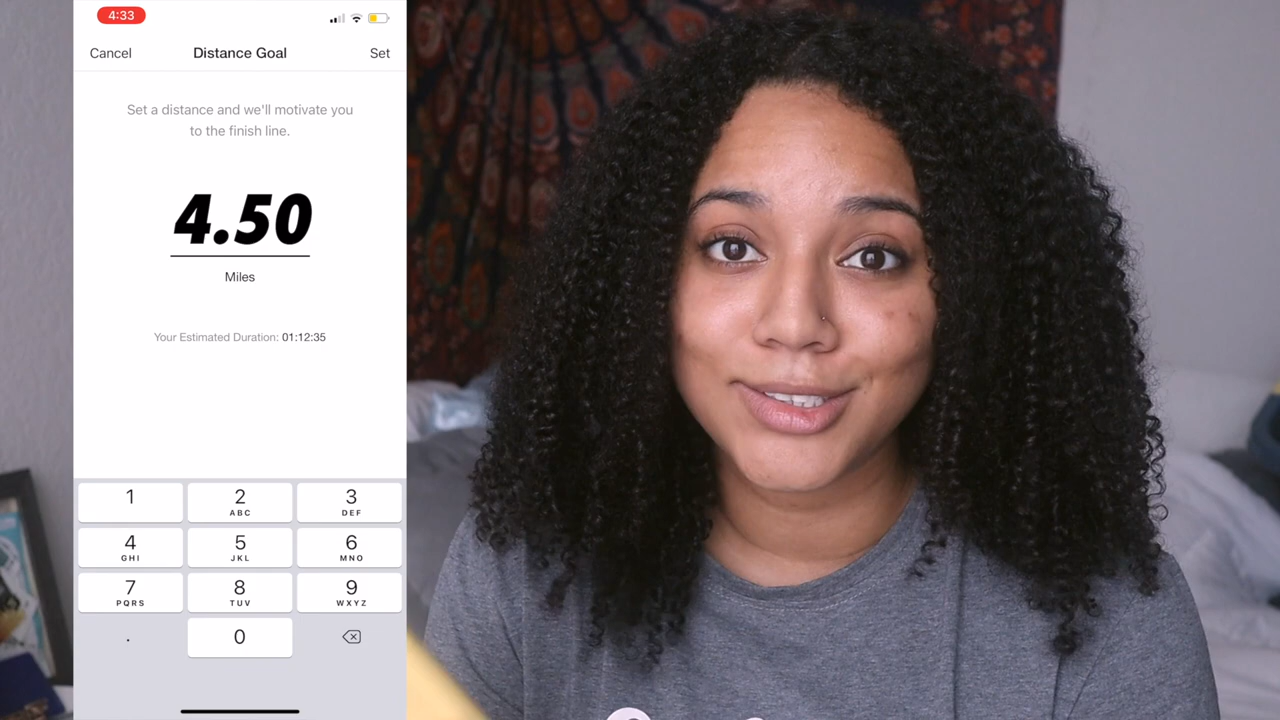 4:33
Cancel Distance Goal Set
Set a distance and we'll motivate you
to the finish line.
4.50
Miles
Your Estimated Duration: 01:12:35
1 2 3
ABC DEF
4 5 6
GHI JKL MNO
7 8 9
PQRS TUV WXYZ
. 0